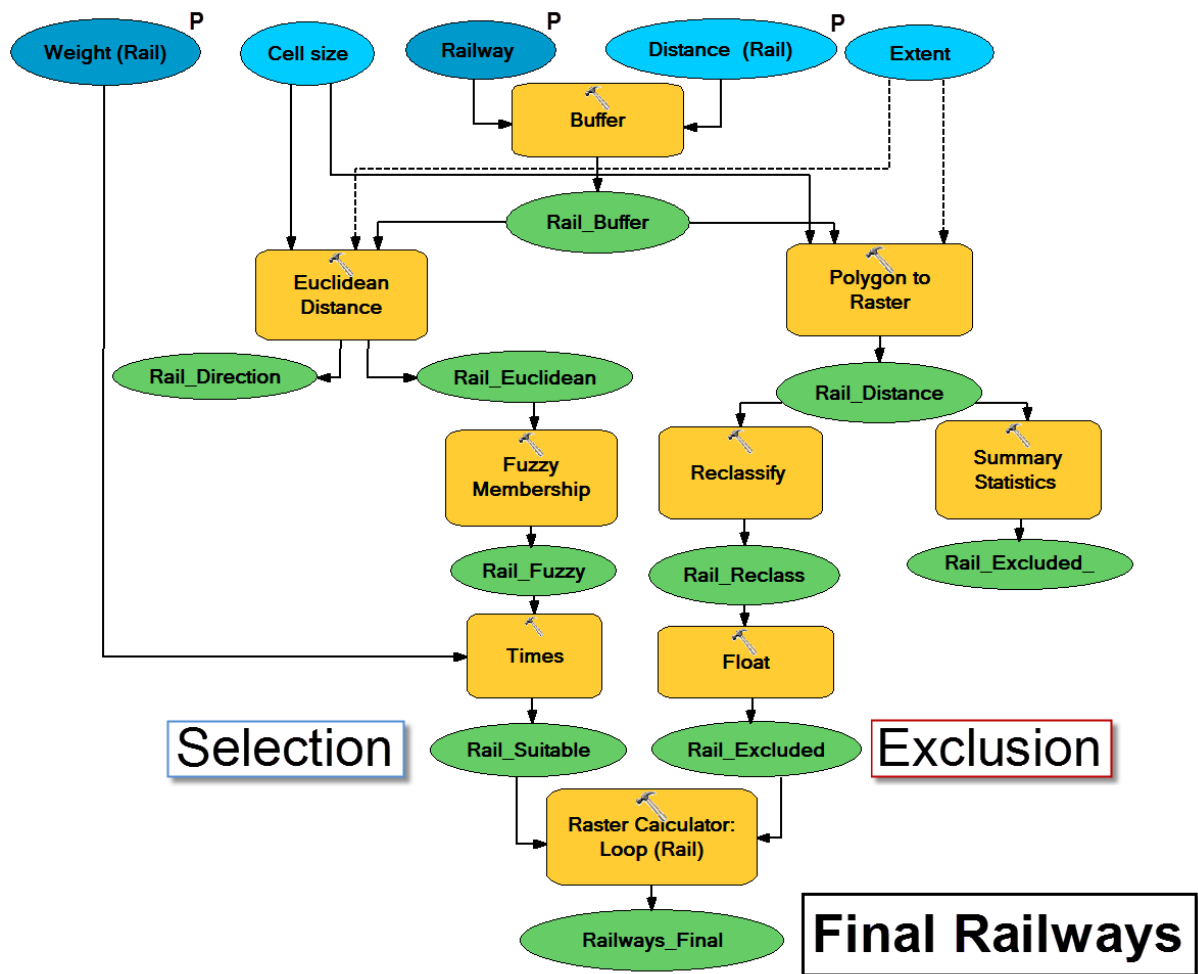 P
P
P
Weight (Rail)
Cell size
Railway
Distance (Rail)
Extent
Buffer
Rail_Buffer
Euclidean
Distance
Polygon to
Raster
Rail_Direction
Rail_Euclidean
Rail_Distance
Fuzzy
Membership
Reclassify
Summary
Statistics
Rail_Fuzzy
Rail_Reclass
Rail_Excluded_
Times
Float
Selection
Rail_Suitable
Rail_Excluded
Exclusion
Raster Calculator:
Loop (Rail)
Railways_Final
Final Railways